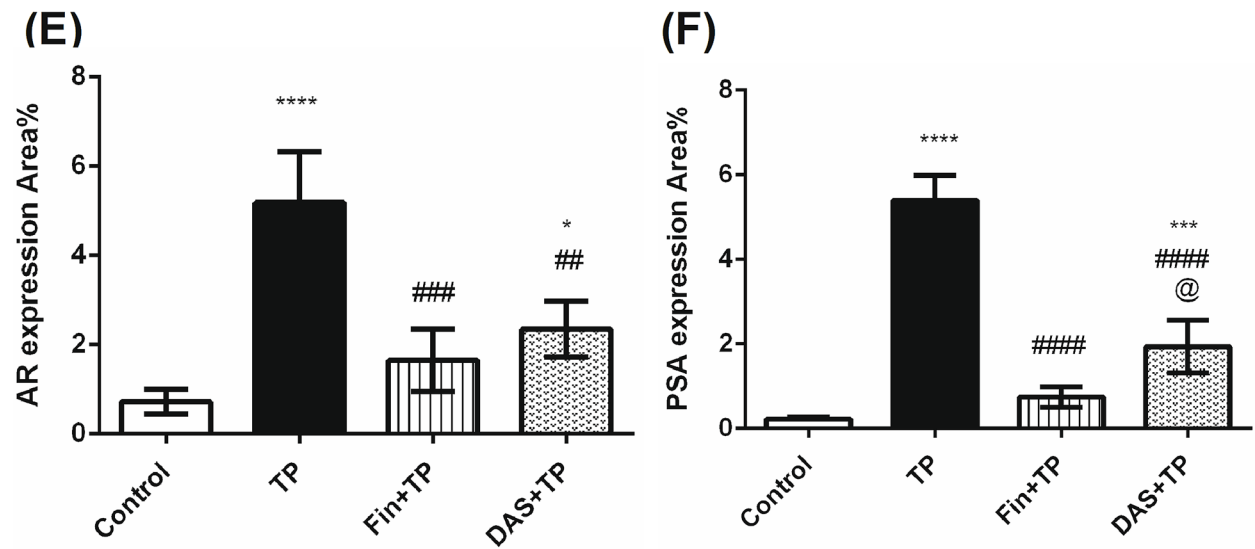 (E)
AR expression Area%
8
6
4
2
0
****
###
*
##
Control
TP
Fin+TP
DAS+TP
(F)
PSA expression Area%
8
6
4
2
0
****
####
***
####
@
Control
TP
Fin+TP
DAS+TP